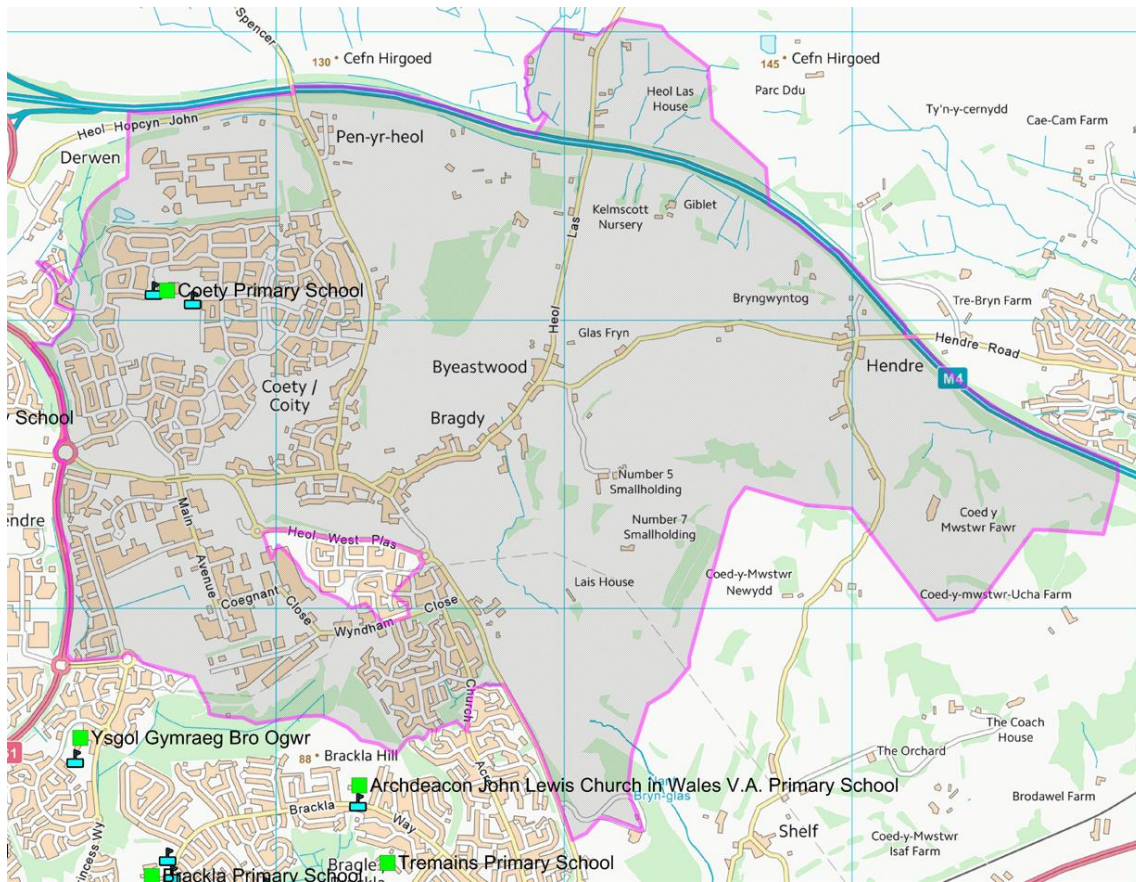 Spencer
130
Cefn Hirgoed
145
Cefn Hirgoed
Parc Ddu
Heol Las
House
Ty'n-y-cernydd
Cae-Cam Farm
Heol Hopcyn John
Pen-yr-heol
Derwen
Las
Kelmscott
Nursery
Giblet
Coety Primary School
Bryngwyntog
Tre-Bryn Farm
Heol
Glas Fryn
Hendre Road
Byeastwood
Hendre
M4
Coety /
Coity
y School
Bragdy
Number 5
Smallholding
Main
Avenue
endre
Heol West Plas
Number 7
Smallholding
Coed y
Mwstwr Fawr
Lais House
Coed-y-Mwstwr
Newydd
Coegnant Close
Wyndham Close
Coed-y-mwstwr-Ucha Farm
Church
Acre
Ysgol Gymraeg Bro Ogwr
88
Brackla Hill
The Coach
House
The Orchard
Archdeacon John Lewis Church in Wales V.A. Primary School
Bryn-glas
Brackla Way
Brodawel Farm
Princess Wy
Shelf
Coed-y-Mwstwr
Isaf Farm
Tremains Primary School
Brackla Primary School